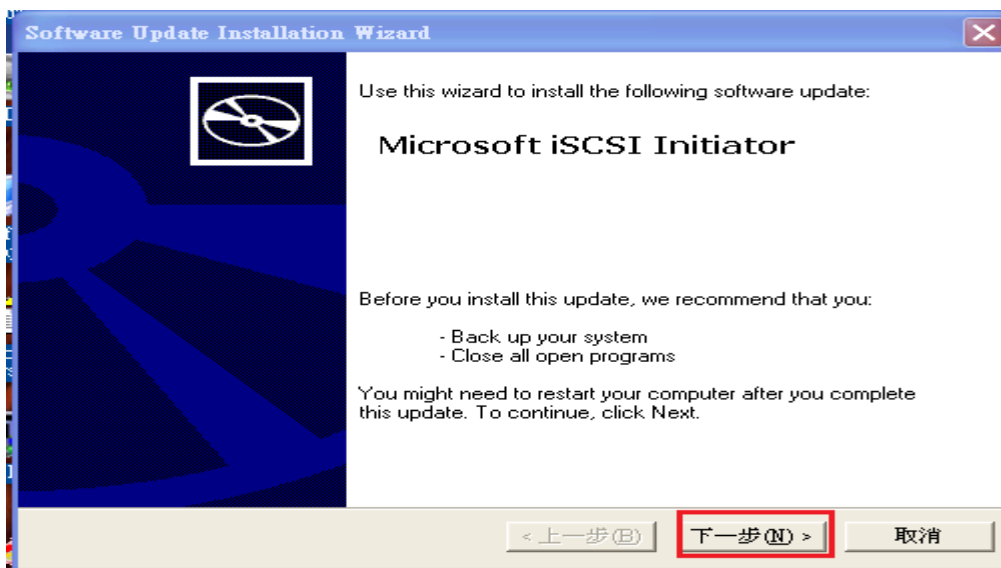 Software Update Installation Wizard
Use this wizard to install the following software update:
Microsoft iSCSI Initiator
Before you install this update, we recommend that you:
- Back up your system
- Close all open programs
You might need to restart your computer after you complete
this update. To continue, click Next.
< 上一步(B) 下一步(N) > 取消